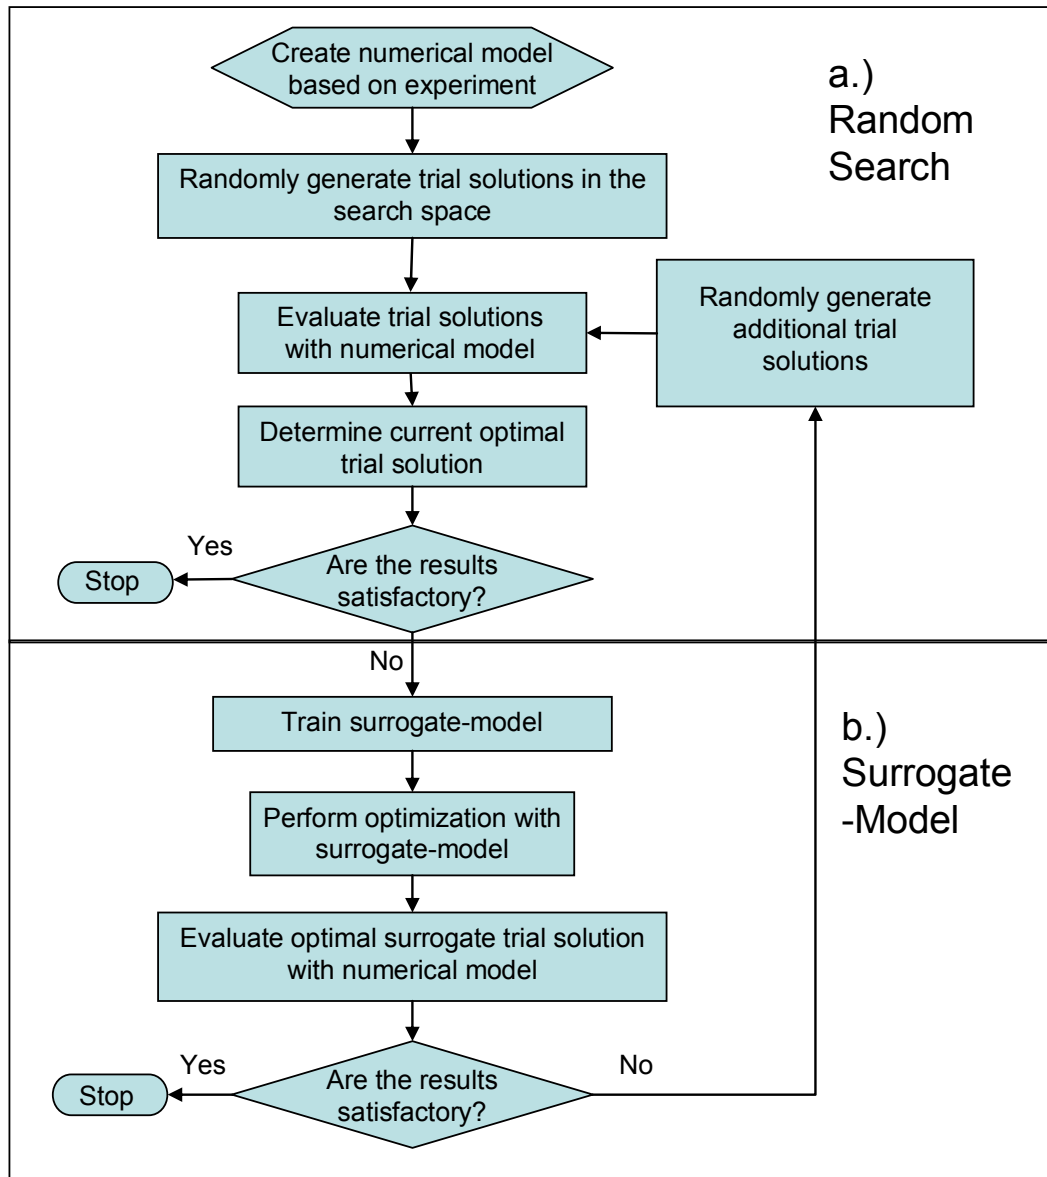 Create numerical model
based on experiment
a.)
Random
Search
Randomly generate trial solutions in the
search space
Evaluate trial solutions
with numerical model
Randomly generate
additional trial
solutions
Determine current optimal
trial solution
Are the results
satisfactory?
Yes
Stop
No
Train surrogate-model
b.)
Surrogate
-Model
Perform optimization with
surrogate-model
Evaluate optimal surrogate trial solution
with numerical model
Are the results
satisfactory?
Yes
No
Stop